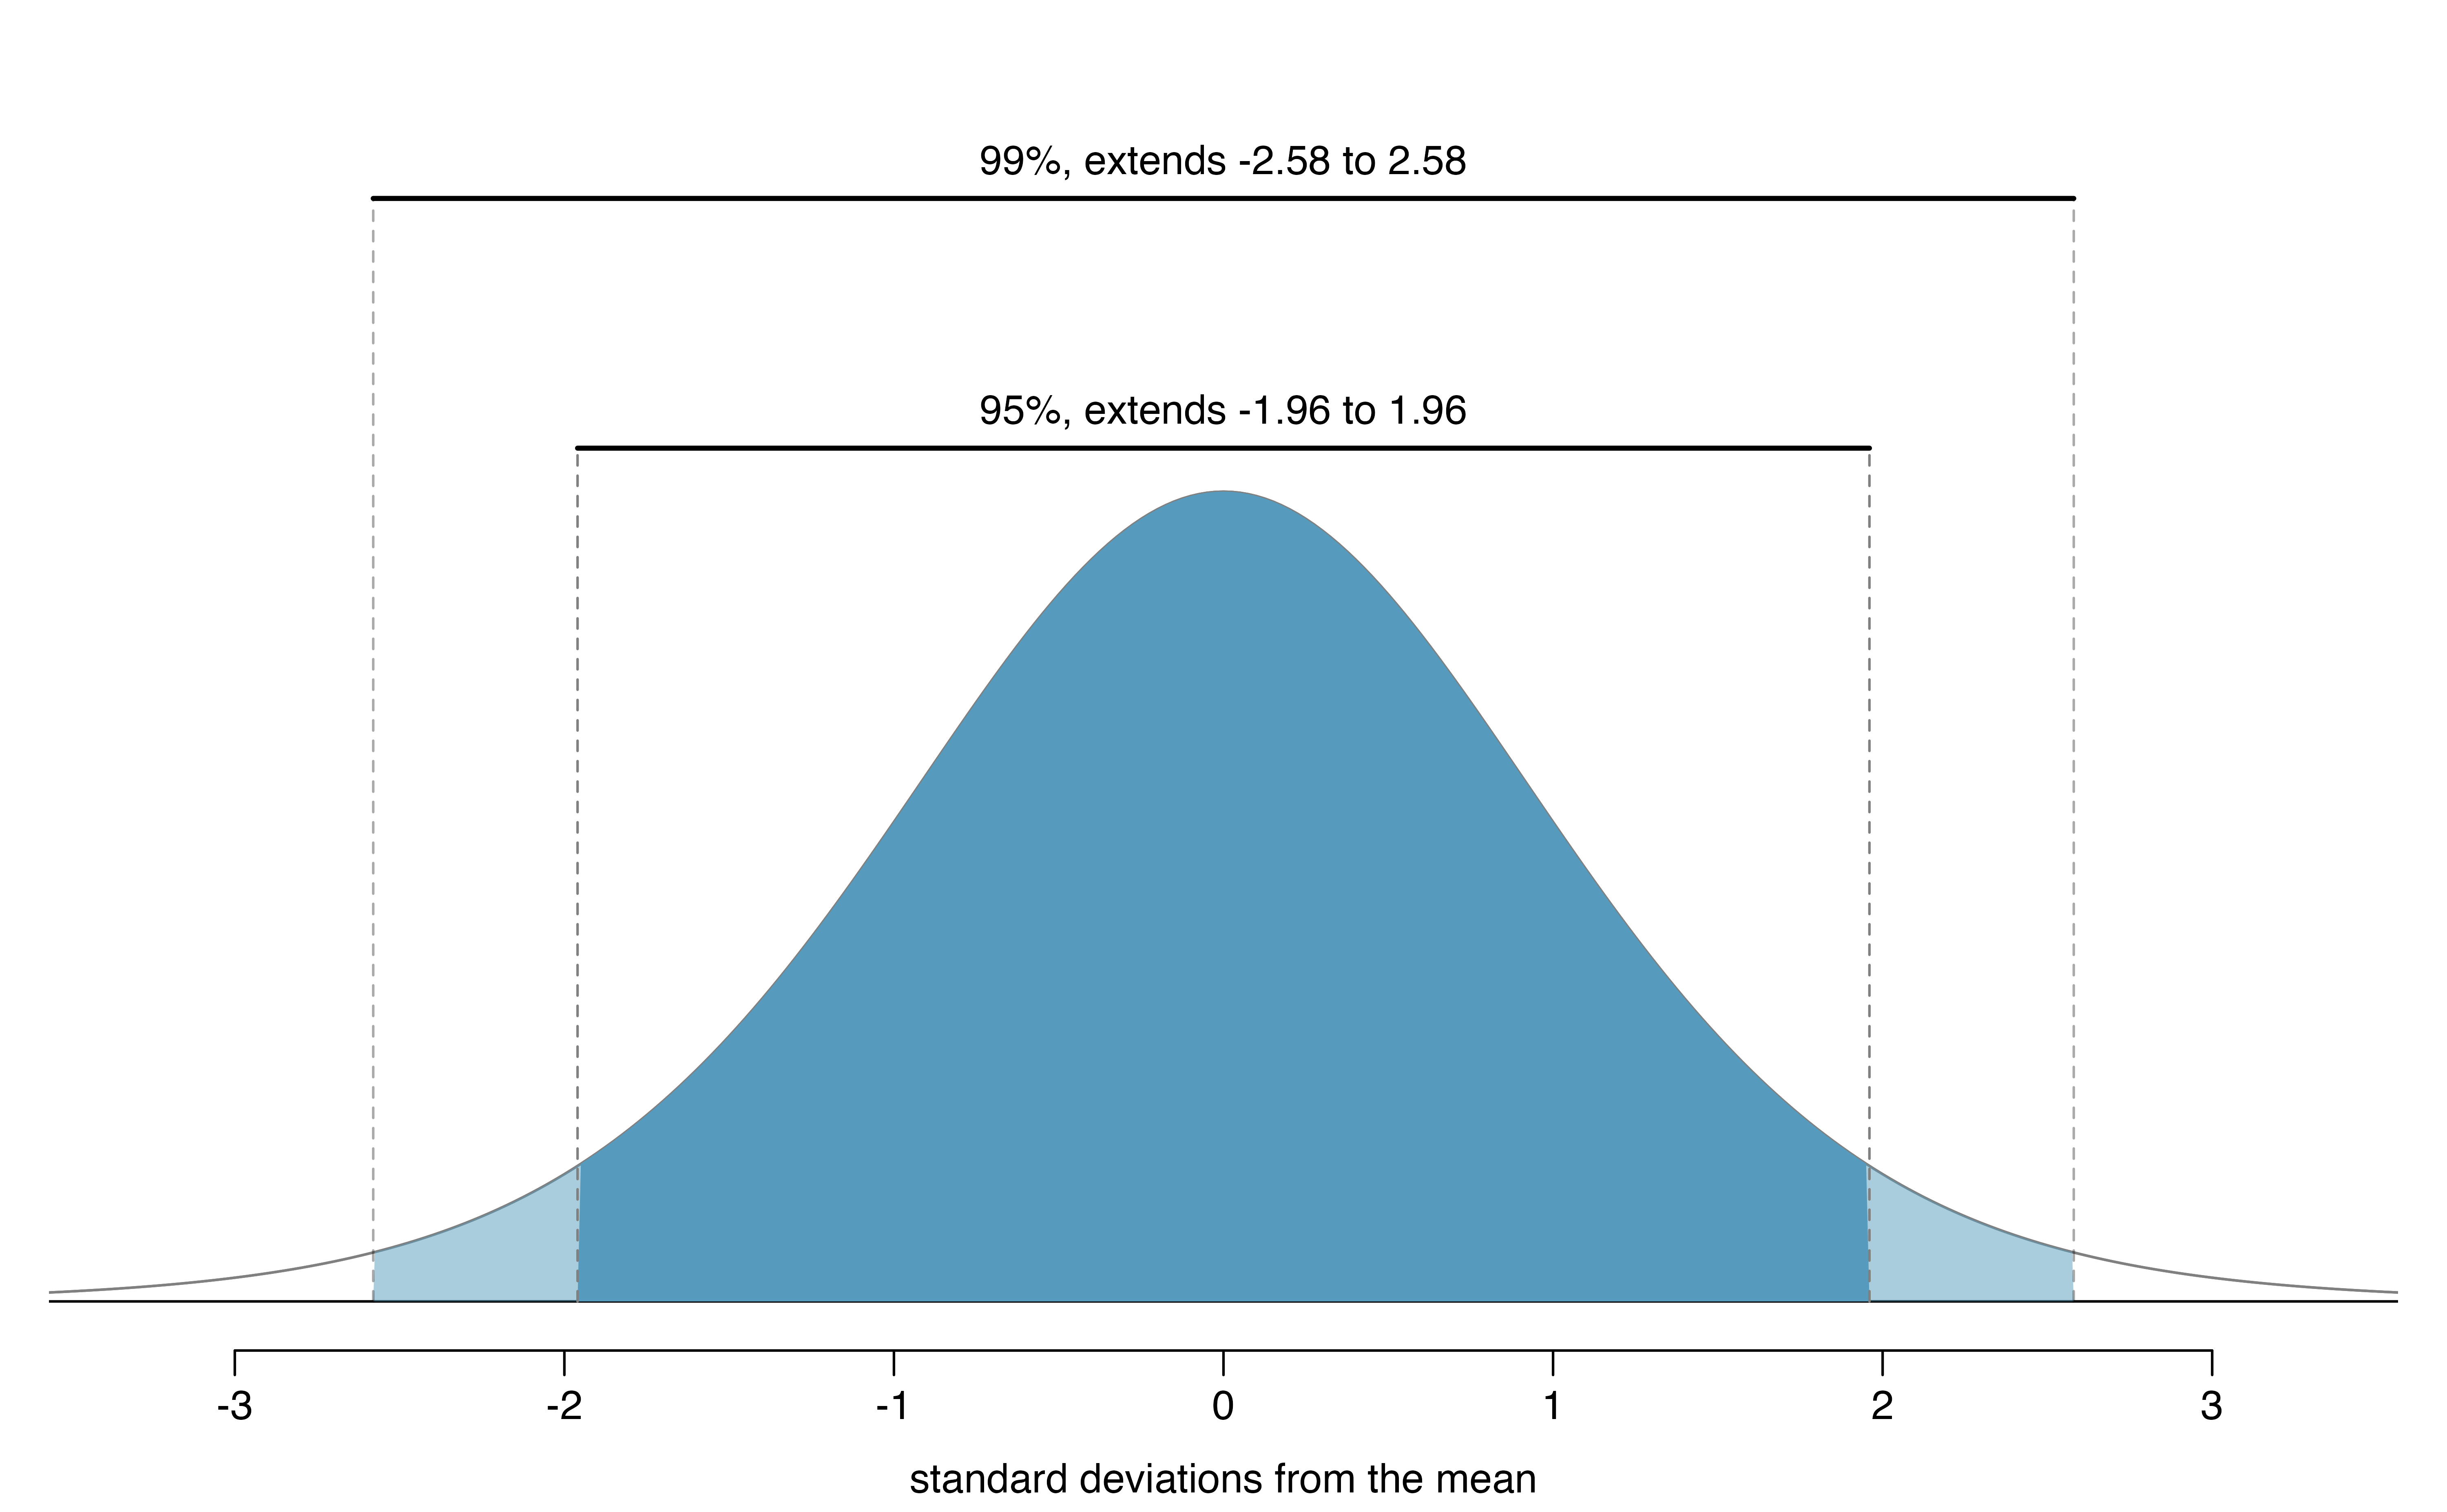 99%, extends -2.58 to 2.58
95%, extends -1.96 to 1.96
-3 -2 -1 0 1 2 3
standard deviations from the mean